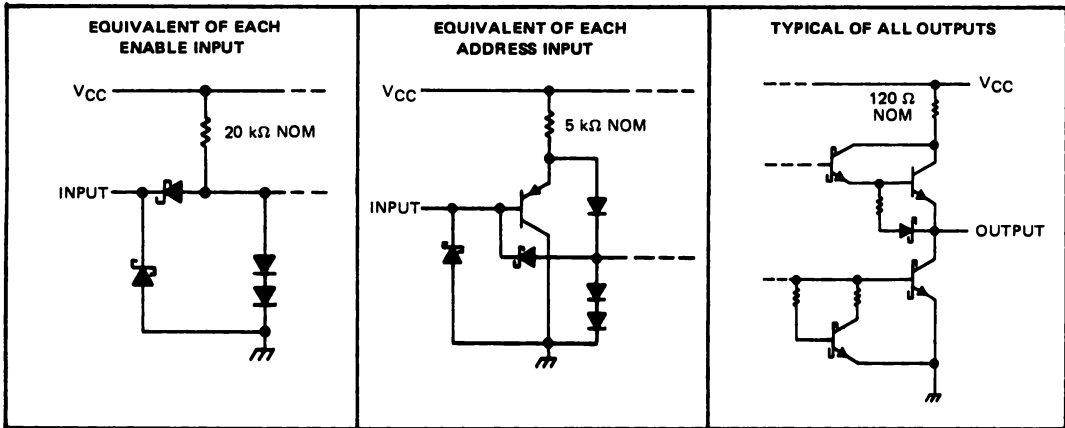 EQUIVALENT OF EACH
ENABLE INPUT
VCC
20 kΩ NOM
INPUT
EQUIVALENT OF EACH
ADDRESS INPUT
VCC
5 kΩ NOM
INPUT
TYPICAL OF ALL OUTPUTS
VCC
120 Ω
NOM
OUTPUT